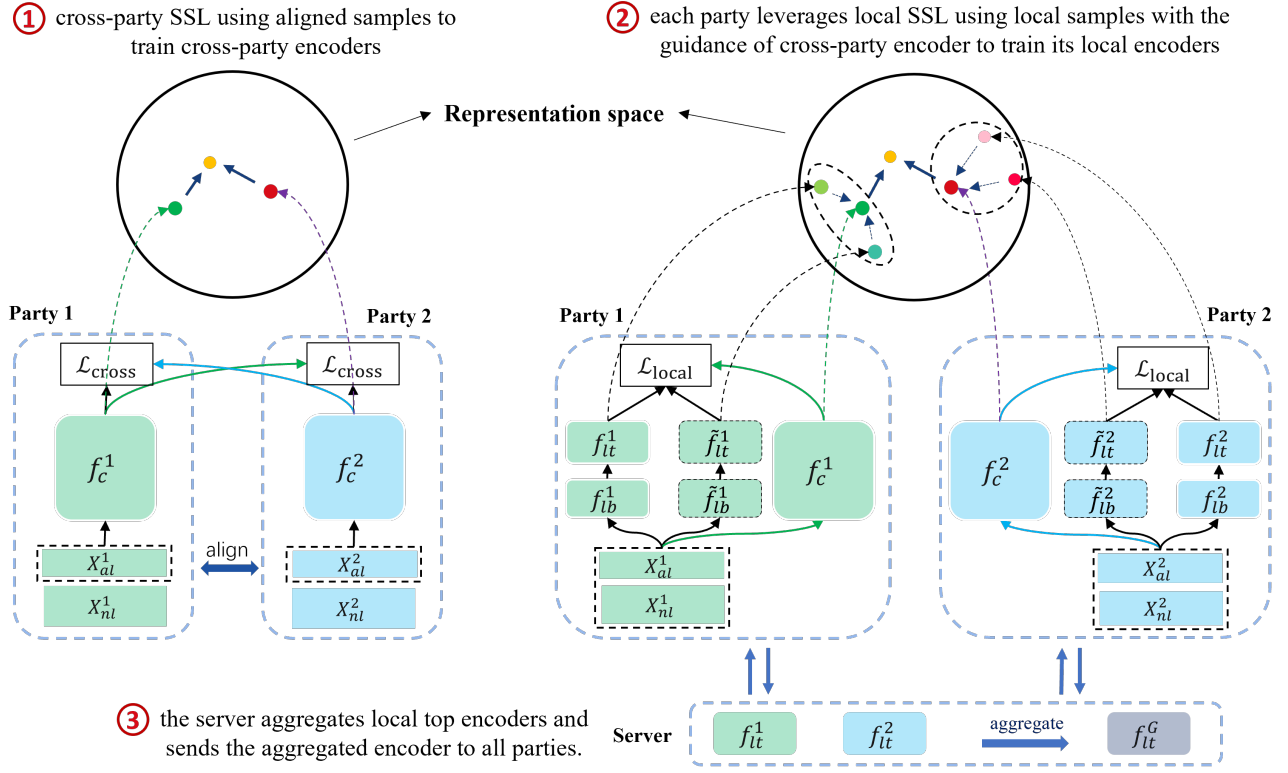 ① cross-party SSL using aligned samples to
train cross-party encoders
② each party leverages local SSL using local samples with the
guidance of cross-party encoder to train its local encoders
Representation space
Party 1
Party 2
Party 1
Party 2
ℒ_cross
ℒ_cross
ℒ_local
ℒ_local
f_c^1
f_c^2
f_lt^1
f̃_lt^1
f_c^1
f_c^2
f̃_lt^2
f_lt^2
f_lb^1
f̃_lb^1
f̃_lb^2
f_lb^2
X_al^1
align
X_al^2
X_nl^1
X_nl^2
X_al^1
X_nl^1
X_al^2
X_nl^2
③ the server aggregates local top encoders and
sends the aggregated encoder to all parties.
Server
f_lt^1
f_lt^2
aggregate
f_lt^G